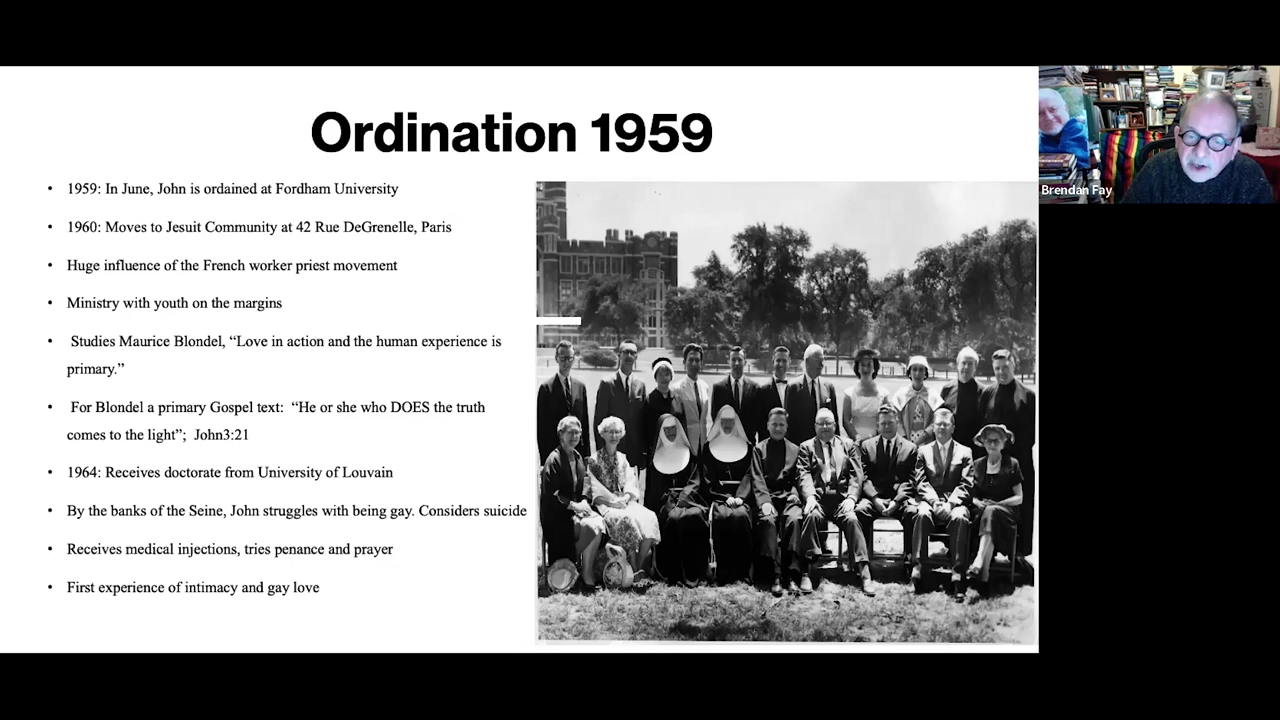 Ordination 1959
• 1959: In June, John is ordained at Fordham University
• 1960: Moves to Jesuit Community at 42 Rue DeGrenelle, Paris
• Huge influence of the French worker priest movement
• Ministry with youth on the margins
• Studies Maurice Blondel, “Love in action and the human experience is
primary.”
• For Blondel a primary Gospel text: “He or she who DOES the truth
comes to the light”; John3:21
• 1964: Receives doctorate from University of Louvain
• By the banks of the Seine, John struggles with being gay. Considers suicide
• Receives medical injections, tries penance and prayer
• First experience of intimacy and gay love
Brendan Fay